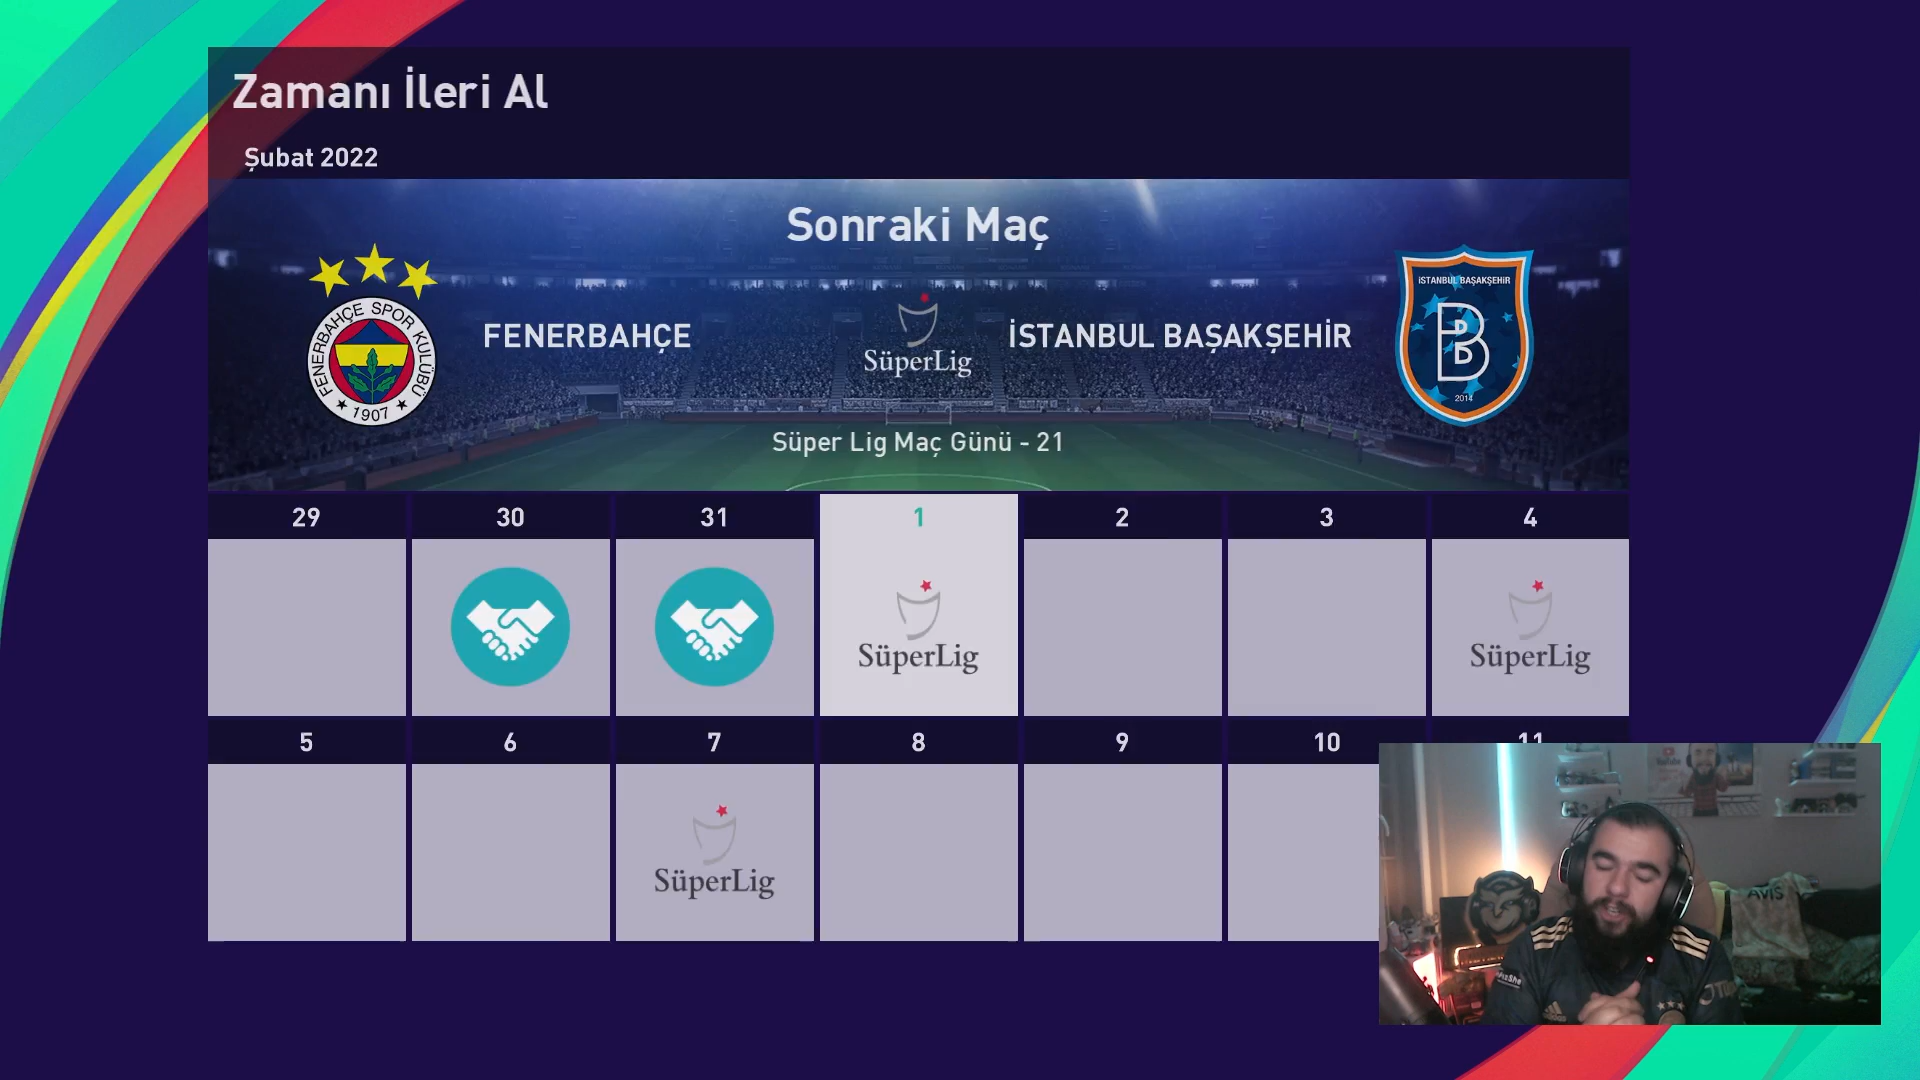 Zamanı İleri Al
Şubat 2022
Sonraki Maç
FENERBAHÇE SPOR KULÜBÜ
1907
FENERBAHÇE
SüperLig
İSTANBUL BAŞAKŞEHİR
İSTANBUL BAŞAKŞEHİR
2014
Süper Lig Maç Günü - 21
29 30 31 1 2 3 4
SüperLig SüperLig
5 6 7 8 9 10 11
SüperLig
AVIS